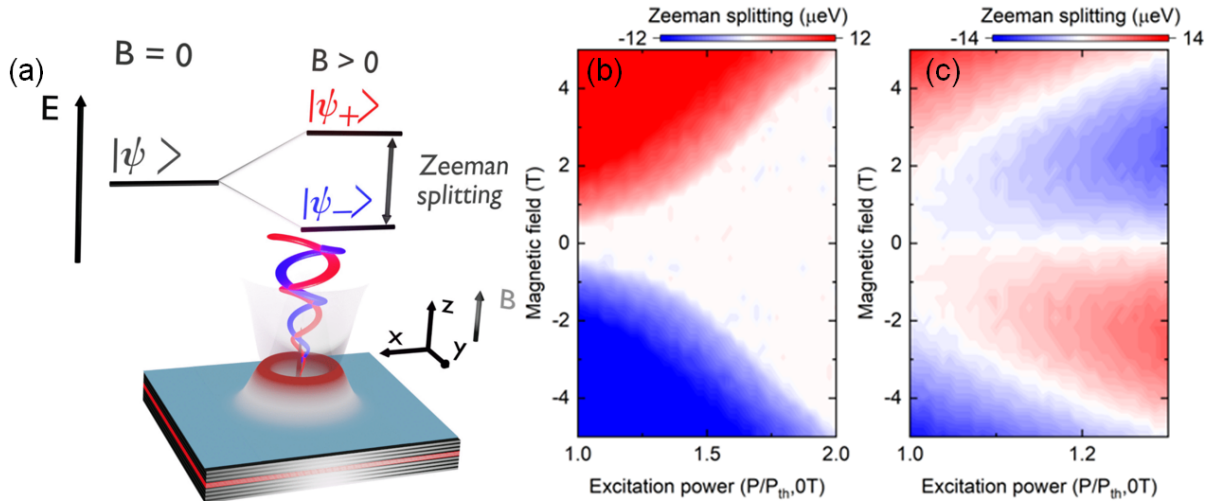 (a)
B = 0
B > 0
E
|ψ >
|ψ+>
|ψ−>
Zeeman
splitting
z
x
y
B
(b)
Zeeman splitting (μeV)
-12
12
Magnetic field (T)
4
2
0
-2
-4
1.0
1.5
2.0
Excitation power (P/Pth,0T)
(c)
Zeeman splitting (μeV)
-14
14
Magnetic field (T)
4
2
0
-2
-4
1.0
1.2
Excitation power (P/Pth,0T)